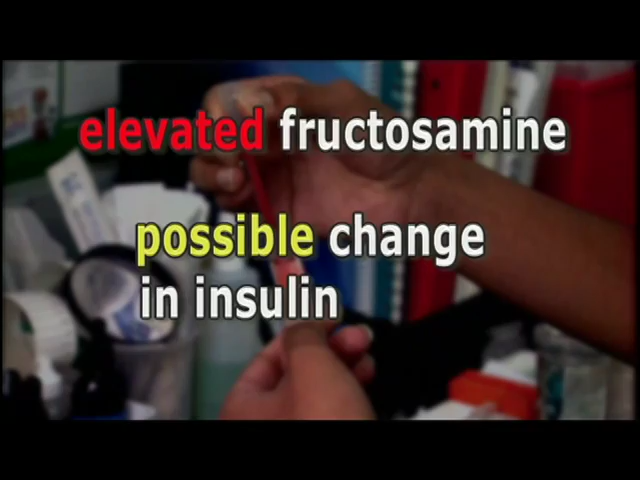 elevated fructosamine
possible change
in insulin